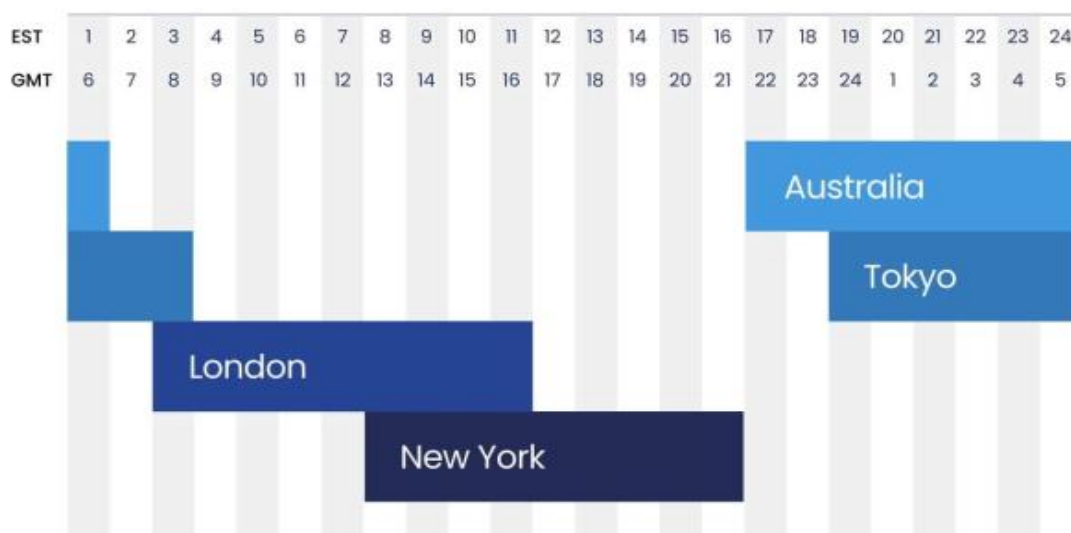 EST 1 2 3 4 5 6 7 8 9 10 11 12 13 14 15 16 17 18 19 20 21 22 23 24
GMT 6 7 8 9 10 11 12 13 14 15 16 17 18 19 20 21 22 23 24 1 2 3 4 5
Australia
Tokyo
London
New York